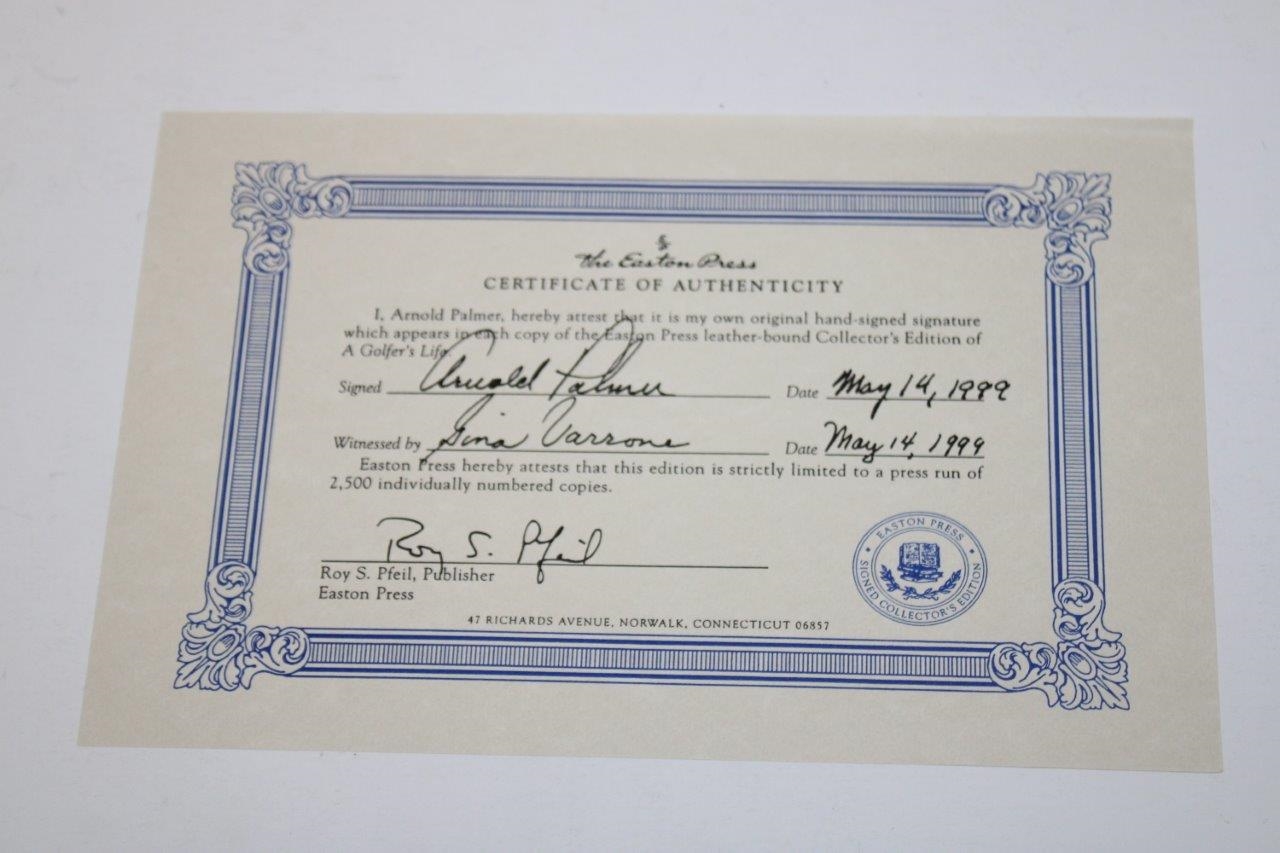 The Easton Press
CERTIFICATE OF AUTHENTICITY
I, Arnold Palmer, hereby attest that it is my own original hand-signed signature
which appears in each copy of the Easton Press leather-bound Collector's Edition of
A Golfer's Life.
Signed Arnold Palmer Date May 14, 1999
Witnessed by Gina Varrone Date May 14, 1999
Easton Press hereby attests that this edition is strictly limited to a press run of
2,500 individually numbered copies.
Roy S. Pfeil
Roy S. Pfeil, Publisher
Easton Press
EASTON PRESS
SIGNED COLLECTOR'S EDITION
47 RICHARDS AVENUE, NORWALK, CONNECTICUT 06857